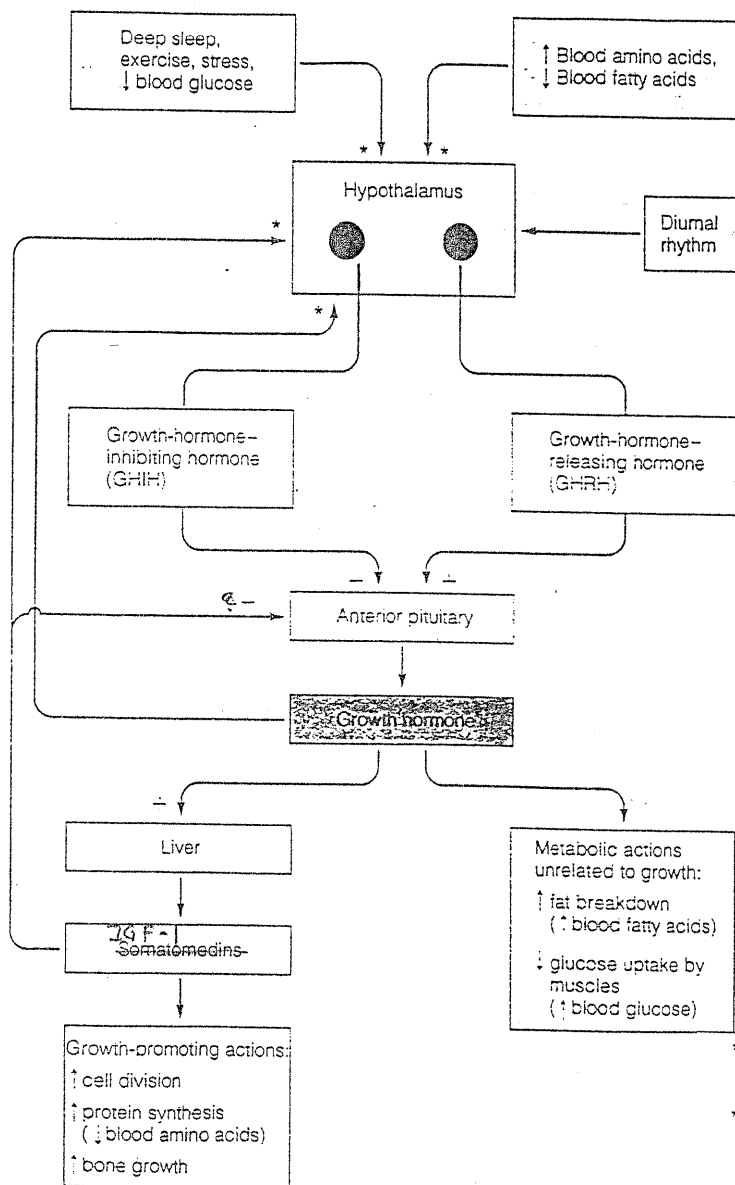 Deep sleep,
exercise, stress,
↓ blood glucose
↑ Blood amino acids,
↓ Blood fatty acids
*
*
Hypothalamus
*
Diurnal
rhythm
*
Growth-hormone–
inhibiting hormone
(GHIH)
Growth-hormone–
releasing hormone
(GHRH)
–
–
Anterior pituitary
Growth hormone
Liver
IGF-1
Somatomedins
Metabolic actions
unrelated to growth:
↑ fat breakdown
(↑ blood fatty acids)
↓ glucose uptake by
muscles
(↑ blood glucose)
Growth-promoting actions:
↑ cell division
↑ protein synthesis
(↓ blood amino acids)
↑ bone growth
*
*